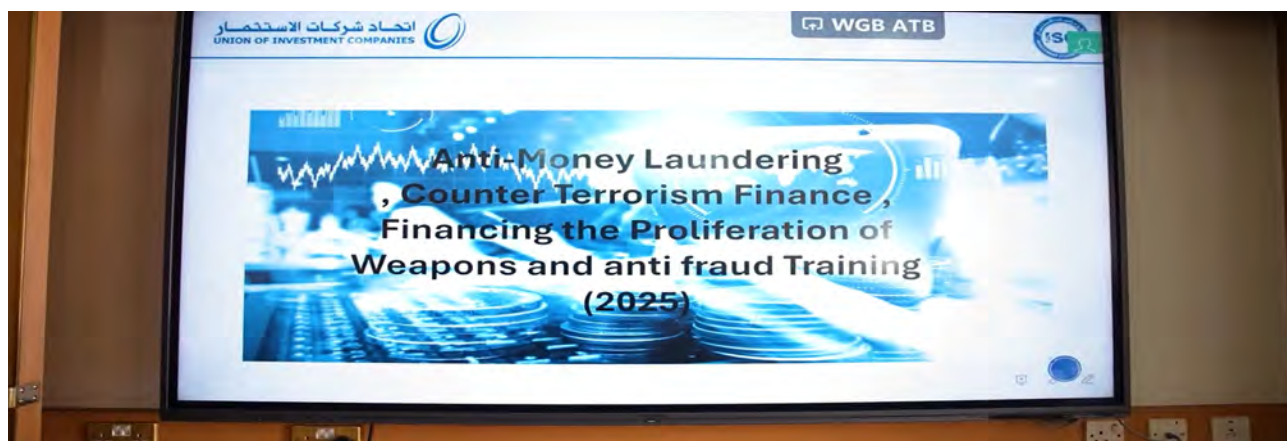 اتحاد شركات الاستثمار
UNION OF INVESTMENT COMPANIES
WGB ATB
Anti-Money Laundering
, Counter Terrorism Finance ,
Financing the Proliferation of
Weapons and anti fraud Training
(2025)